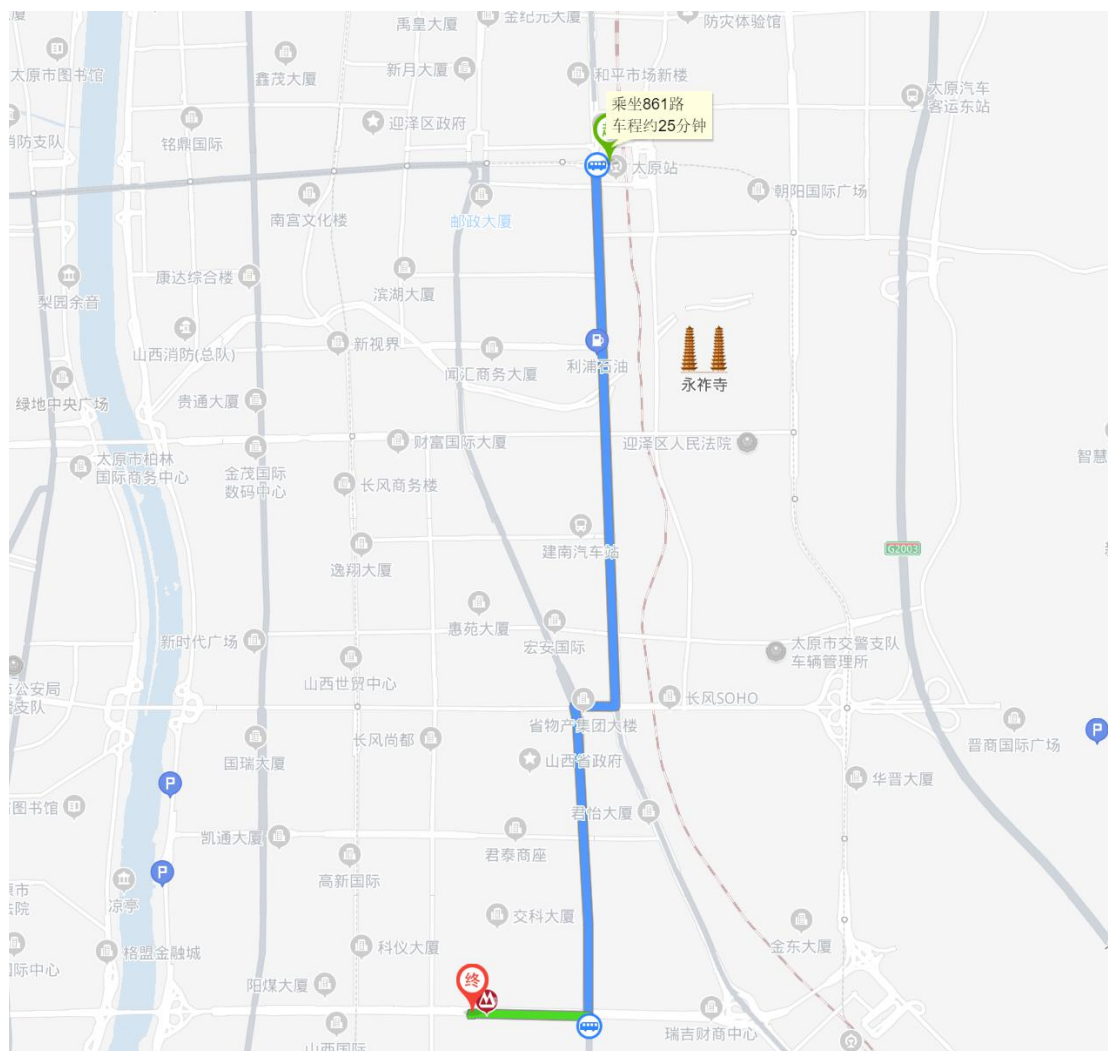 禹皇大厦
金纪元大厦
防灾体验馆
太原市图书馆
鑫茂大厦
新月大厦
和平市场新楼
太原汽车
客运东站
乘坐861路
车程约25分钟
迎泽区政府
铭鼎国际
消防支队
太原站
朝阳国际广场
南宫文化楼
邮政大厦
康达综合楼
滨湖大厦
梨园余音
山西消防(总队)
新视界
闻汇商务大厦
利浦石油
永祚寺
绿地中央广场
贵通大厦
财富国际大厦
迎泽区人民法院
太原市柏林
国际商务中心
金茂国际
数码中心
长风商务楼
智慧
建南汽车站
G2003
逸翔大厦
惠苑大厦
宏安国际
新时代广场
太原市交警支队
车辆管理所
市公安局
支队
山西世贸中心
长风SOHO
省物产集团大楼
长风尚都
晋商国际广场
P
国瑞大厦
山西省政府
华晋大厦
P
图书馆
君怡大厦
凯通大厦
君泰商座
P
高新国际
凉亭
法院
交科大厦
科仪大厦
金东大厦
格盟金融城
国际中心
终
阳煤大厦
瑞吉财商中心
山西国际